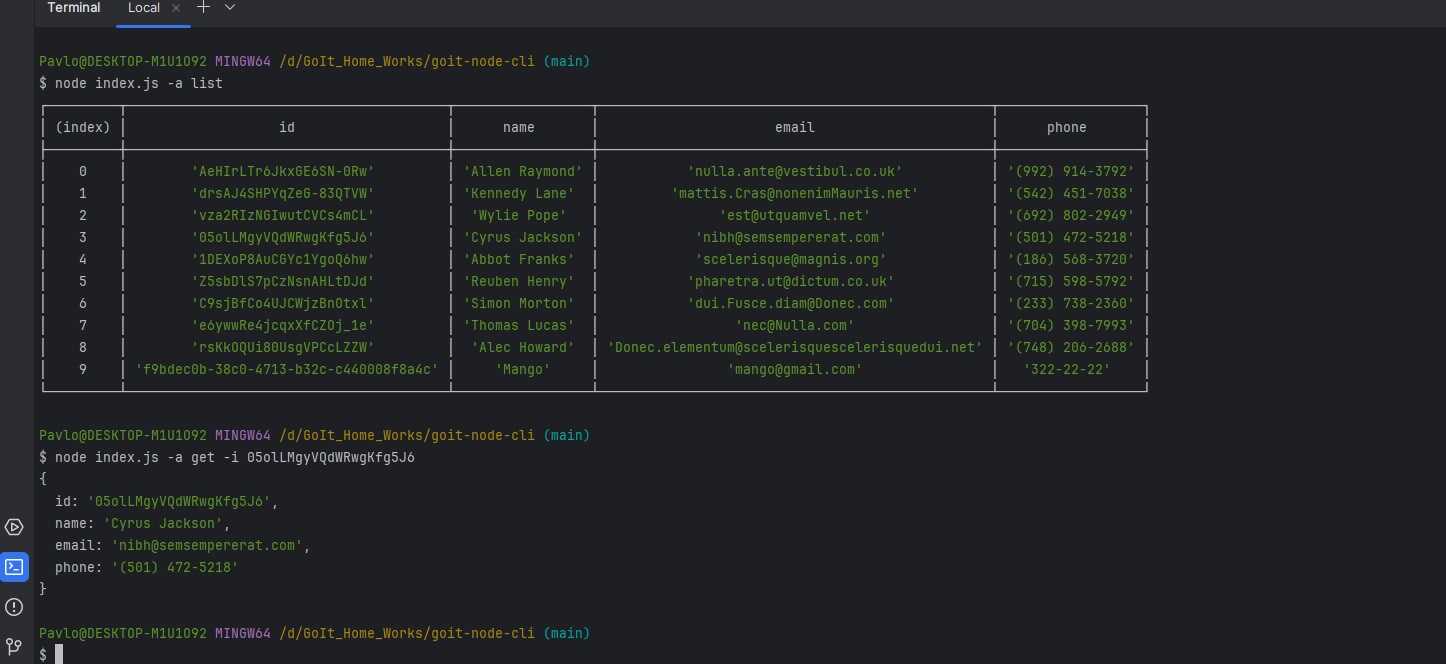 Terminal Local
Pavlo@DESKTOP-M1U1O92 MINGW64 /d/GoIt_Home_Works/goit-node-cli (main)
$ node index.js -a list
(index) id name email phone
0 'AeHIrLTr6JkxGE6SN-0Rw' 'Allen Raymond' 'nulla.ante@vestibul.co.uk' '(992) 914-3792'
1 'drsAJ4SHPYqZeG-83QTVW' 'Kennedy Lane' 'mattis.Cras@nonenimMauris.net' '(542) 451-7038'
2 'vza2RIzNGIwutCVCs4mCL' 'Wylie Pope' 'est@utquamvel.net' '(692) 802-2949'
3 '05olLMgyVQdWRwgKfg5J6' 'Cyrus Jackson' 'nibh@semsempererat.com' '(501) 472-5218'
4 '1DEXoP8AuCGYc1YgoQ6hw' 'Abbot Franks' 'scelerisque@magnis.org' '(186) 568-3720'
5 'Z5sbDlS7pCzNsnAHLtDJd' 'Reuben Henry' 'pharetra.ut@dictum.co.uk' '(715) 598-5792'
6 'C9sjBfCo4UJCWjzBnOtxl' 'Simon Morton' 'dui.Fusce.diam@Donec.com' '(233) 738-2360'
7 'e6ywwRe4jcqxXfCZOj_1e' 'Thomas Lucas' 'nec@Nulla.com' '(704) 398-7993'
8 'rsKkOQUi80UsgVPCcLZZW' 'Alec Howard' 'Donec.elementum@scelerisquescelerisquedui.net' '(748) 206-2688'
9 'f9bdec0b-38c0-4713-b32c-c440008f8a4c' 'Mango' 'mango@gmail.com' '322-22-22'
Pavlo@DESKTOP-M1U1O92 MINGW64 /d/GoIt_Home_Works/goit-node-cli (main)
$ node index.js -a get -i 05olLMgyVQdWRwgKfg5J6
{
id: '05olLMgyVQdWRwgKfg5J6',
name: 'Cyrus Jackson',
email: 'nibh@semsempererat.com',
phone: '(501) 472-5218'
}
Pavlo@DESKTOP-M1U1O92 MINGW64 /d/GoIt_Home_Works/goit-node-cli (main)
$